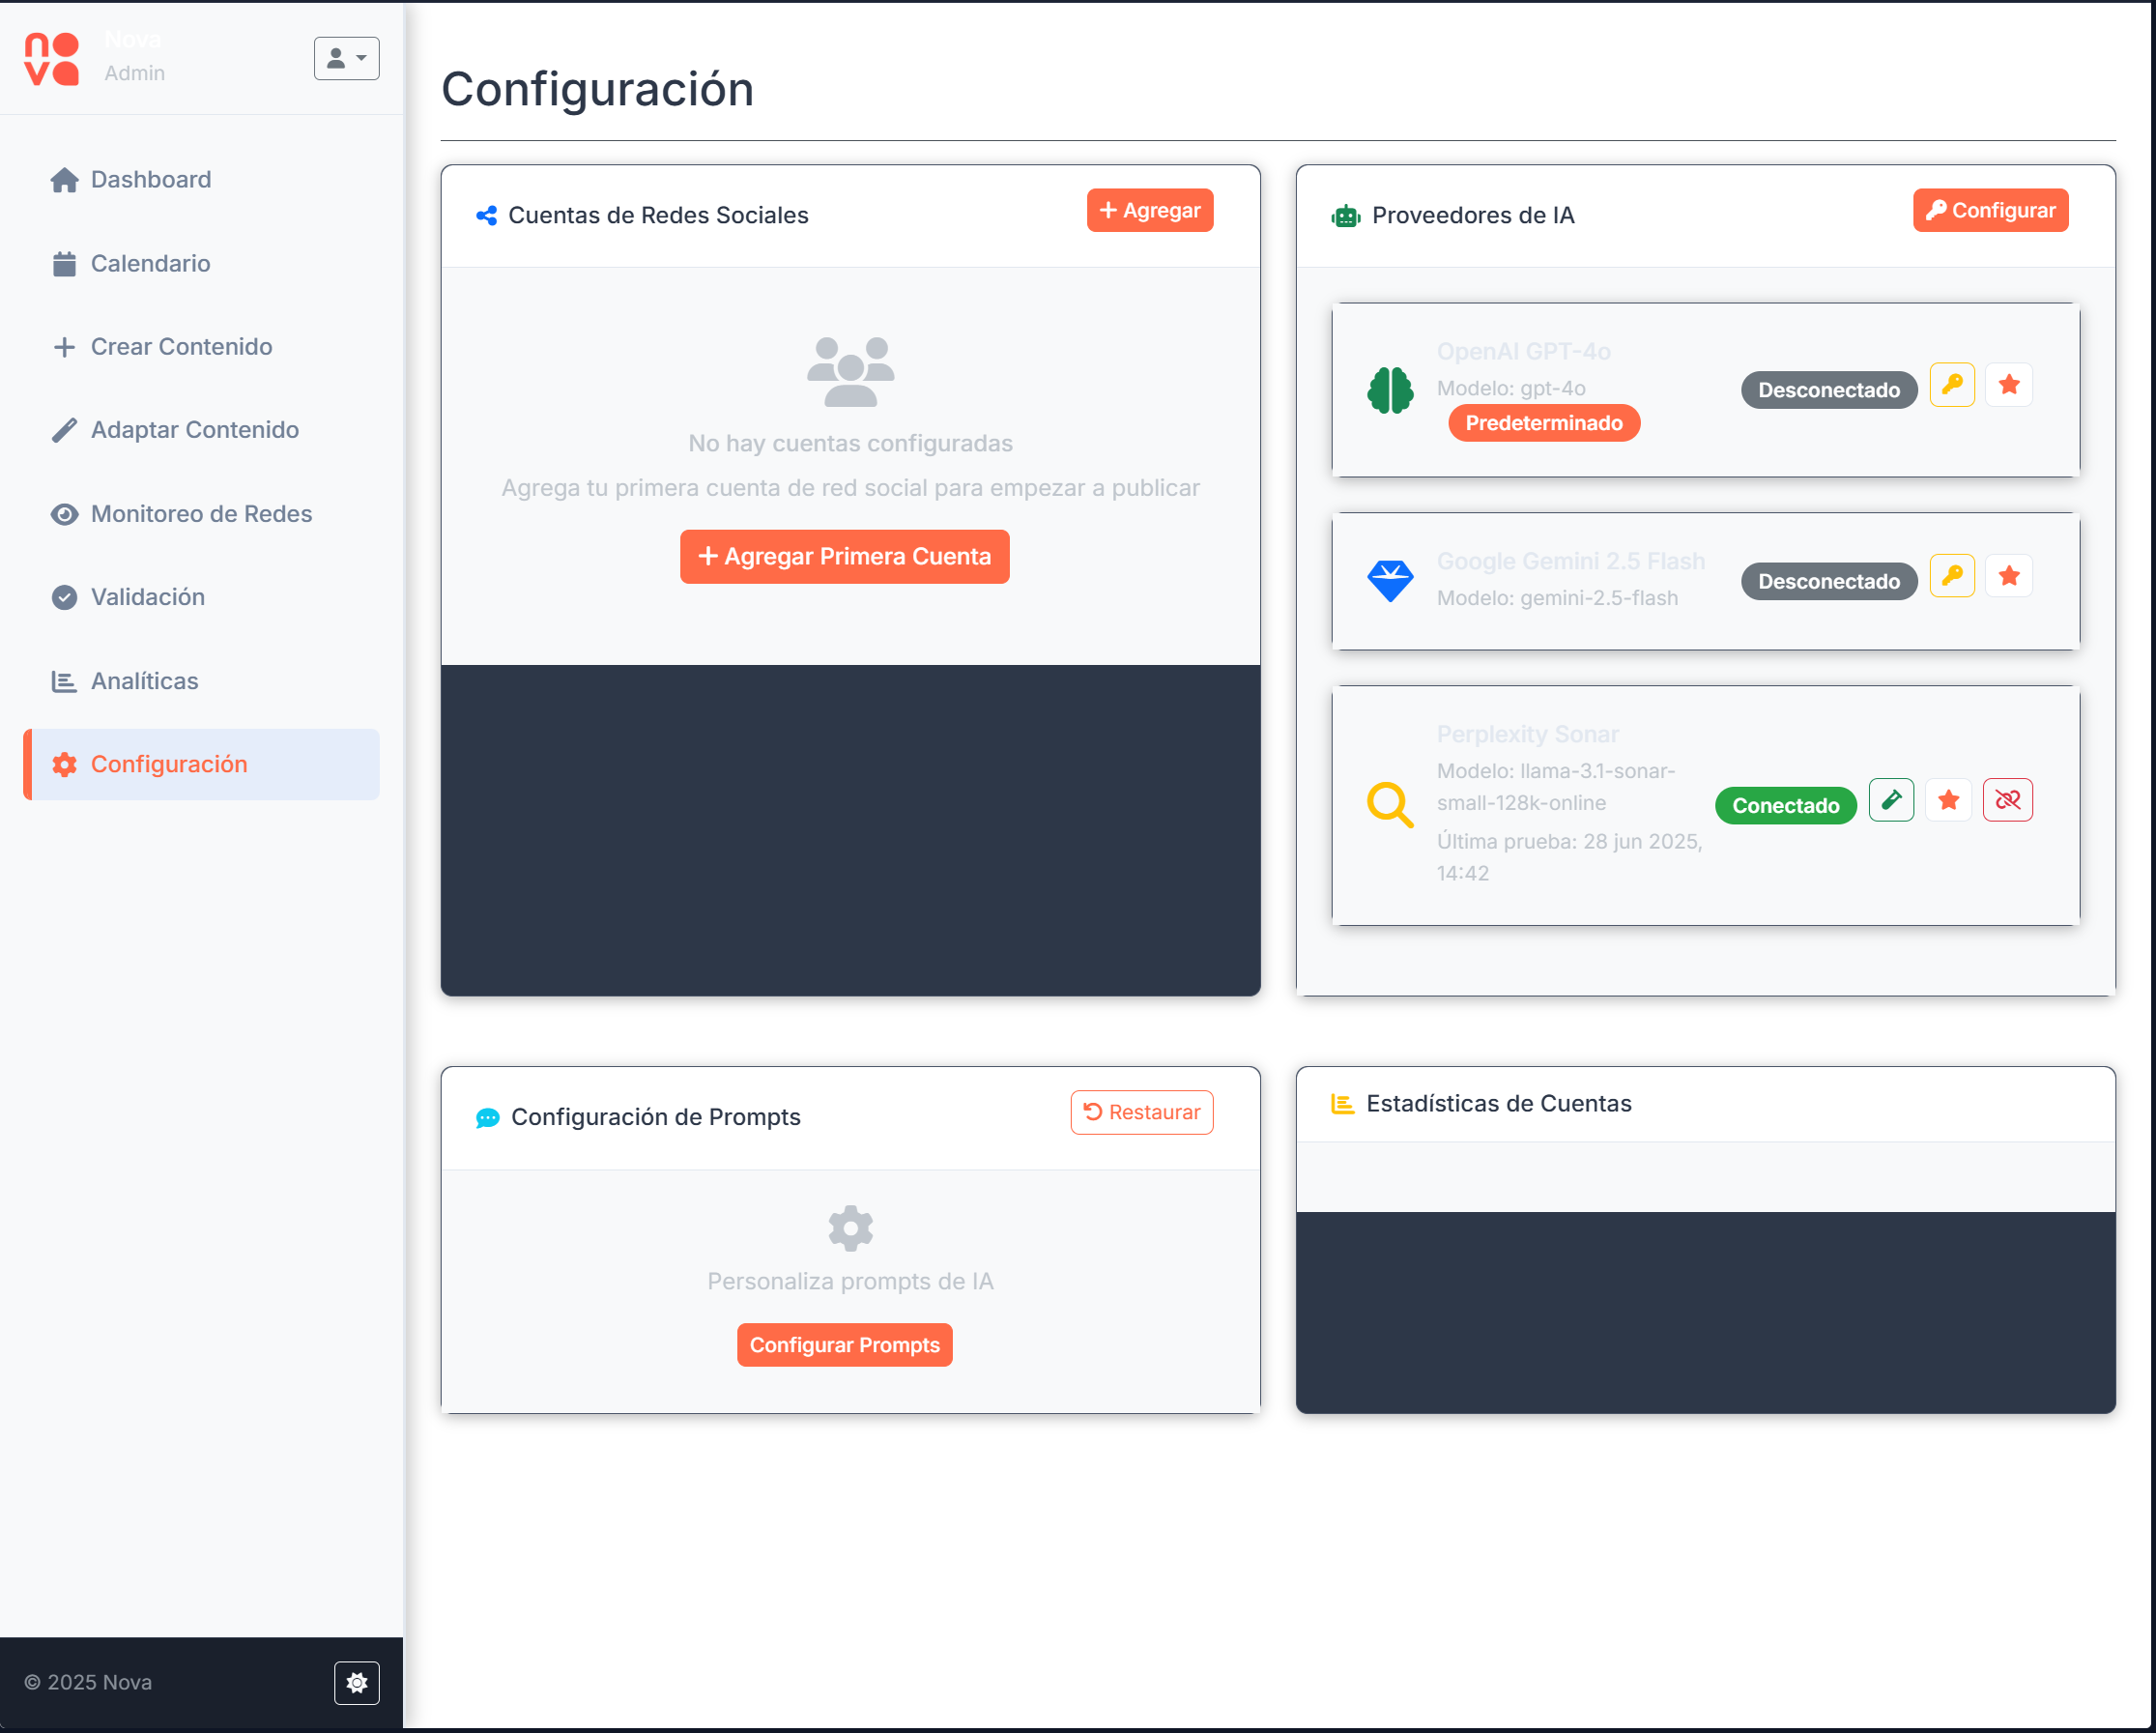 nova
Nova
Admin
Dashboard
Calendario
Crear Contenido
Adaptar Contenido
Monitoreo de Redes
Validación
Analíticas
Configuración
© 2025 Nova
Configuración
Cuentas de Redes Sociales
Agregar
No hay cuentas configuradas
Agrega tu primera cuenta de red social para empezar a publicar
Agregar Primera Cuenta
Proveedores de IA
Configurar
OpenAI GPT-4o
Modelo: gpt-4o
Predeterminado
Desconectado
Google Gemini 2.5 Flash
Modelo: gemini-2.5-flash
Desconectado
Perplexity Sonar
Modelo: llama-3.1-sonar-
small-128k-online
Última prueba: 28 jun 2025,
14:42
Conectado
Configuración de Prompts
Restaurar
Personaliza prompts de IA
Configurar Prompts
Estadísticas de Cuentas